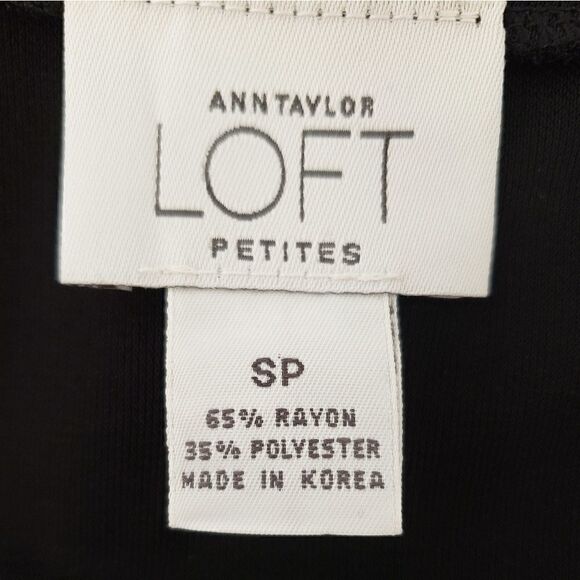 ANNTAYLOR
LOFT
PETITES
SP
65% RAYON
35% POLYESTER
MADE IN KOREA